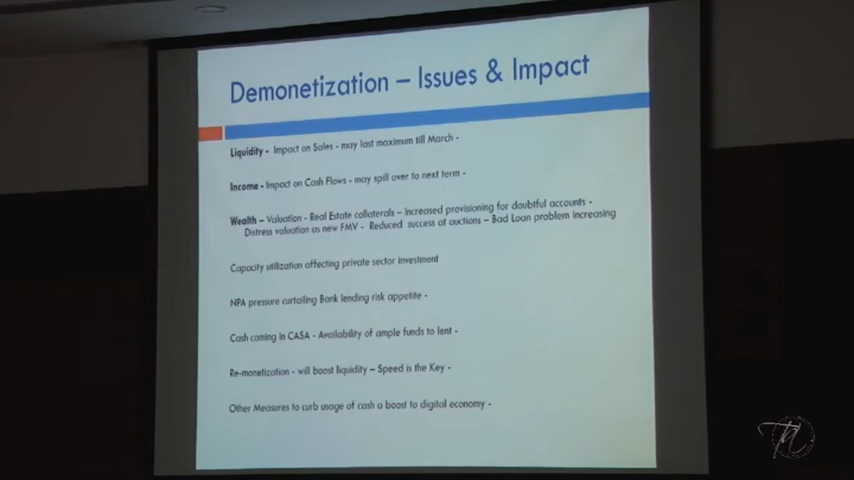 Demonetization – Issues & Impact
Liquidity - Impact on Sales - may last maximum till March -
Income - Impact on Cash Flows - may spill over to next term -
Wealth – Valuation - Real Estate collaterals – Increased provisioning for doubtful accounts -
Distress valuation as new FMV - Reduced success at auctions – Bad Loan problem increasing
Capacity utilization affecting private sector investment
NPA pressure curtailing Bank lending risk appetite -
Cash coming in CASA - Availability of ample funds to lent -
Re-monetization - will boost liquidity – Speed is the Key -
Other Measures to curb usage of cash a boost to digital economy -